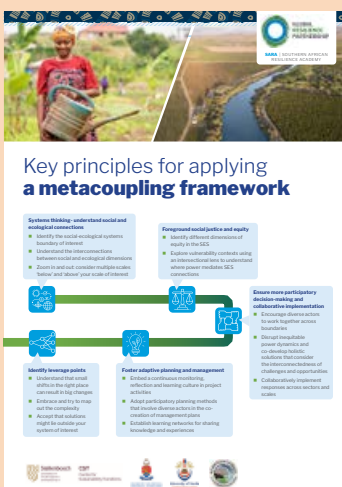 GLOBAL
RESILIENCE
PARTNERSHIP
SARA | SOUTHERN AFRICAN
RESILIENCE ACADEMY
Key principles for applying
a metacoupling framework
Systems thinking- understand social and
ecological connections
Identify the social-ecological systems
boundary of interest
Understand the interconnections
between social and ecological dimensions
Zoom in and out: consider multiple scales
'below' and 'above' your scale of interest
Foreground social justice and equity
Identify different dimensions of
equity in the SES
Explore vulnerability contexts using
an intersectional lens to understand
where power mediates SES
connections
Ensure more participatory
decision-making and
collaborative implementation
Encourage diverse actors
to work together across
boundaries
Disrupt inequitable
power dynamics and
co-develop holistic
solutions that consider
the interconnectedness of
challenges and opportunities
Collaboratively implement
responses across sectors and
scales
Identify leverage points
Understand that small
shifts in the right place
can result in big changes
Embrace and try to map
out the complexity
Accept that solutions
might be outside your
system of interest
Foster adaptive planning and management
Embed a continuous monitoring,
reflection and learning culture in project
activities
Adopt participatory planning methods
that involve diverse actors in the co-
creation of management plans
Establish learning networks for sharing
knowledge and experiences
Stellenbosch
CST
Centre for
Sustainability Transitions